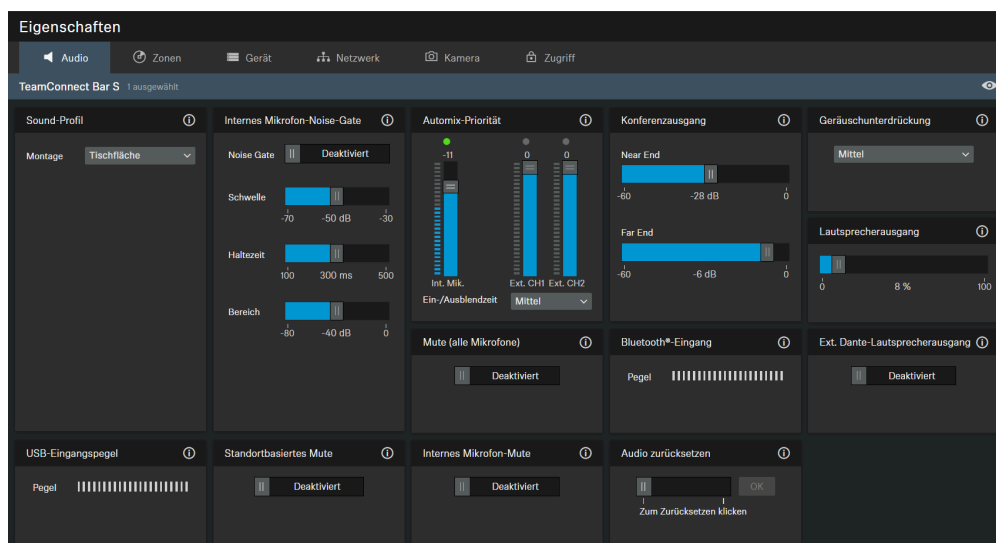 Eigenschaften
Audio
Zonen
Gerät
Netzwerk
Kamera
Zugriff
TeamConnect Bar S 1 ausgewählt
Sound-Profil
Montage Tischfläche
Internes Mikrofon-Noise-Gate
Noise Gate Deaktiviert
Schwelle
-70 -50 dB -30
Haltezeit
100 300 ms 500
Bereich
-80 -40 dB 0
Automix-Priorität
-11 0 0
Int. Mik. Ext. CH1 Ext. CH2
Ein-/Ausblendzeit Mittel
Konferenzausgang
Near End
-60 -28 dB 0
Far End
-60 -6 dB 0
Geräuschunterdrückung
Mittel
Lautsprecherausgang
0 8 % 100
Mute (alle Mikrofone)
Deaktiviert
Bluetooth®-Eingang
Pegel
Ext. Dante-Lautsprecherausgang
Deaktiviert
USB-Eingangspegel
Pegel
Standortbasiertes Mute
Deaktiviert
Internes Mikrofon-Mute
Deaktiviert
Audio zurücksetzen
OK
Zum Zurücksetzen klicken